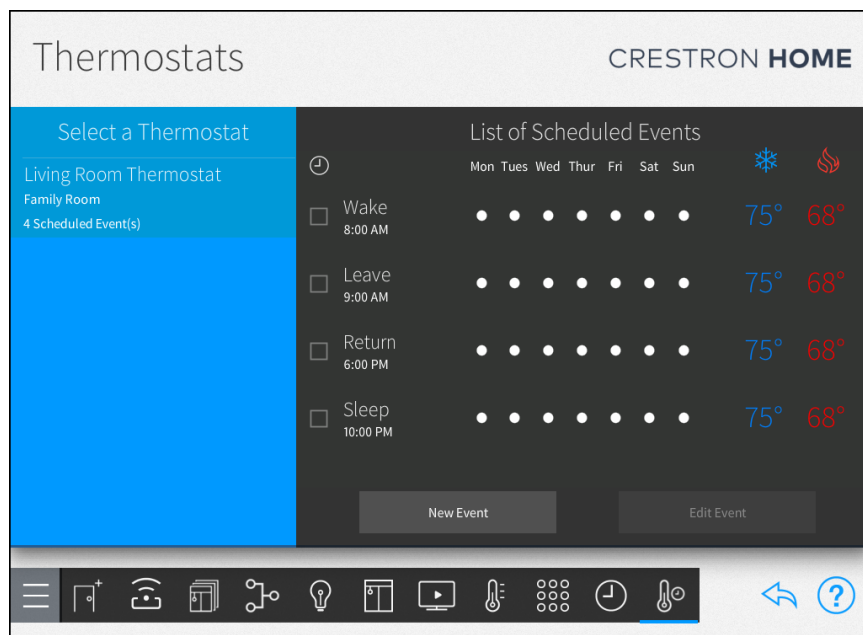 Thermostats
CRESTRON HOME
Select a Thermostat
Living Room Thermostat
Family Room
4 Scheduled Event(s)
List of Scheduled Events
Mon Tues Wed Thur Fri Sat Sun
Wake 75° 68°
8:00 AM
Leave 75° 68°
9:00 AM
Return 75° 68°
6:00 PM
Sleep 75° 68°
10:00 PM
New Event
Edit Event
?